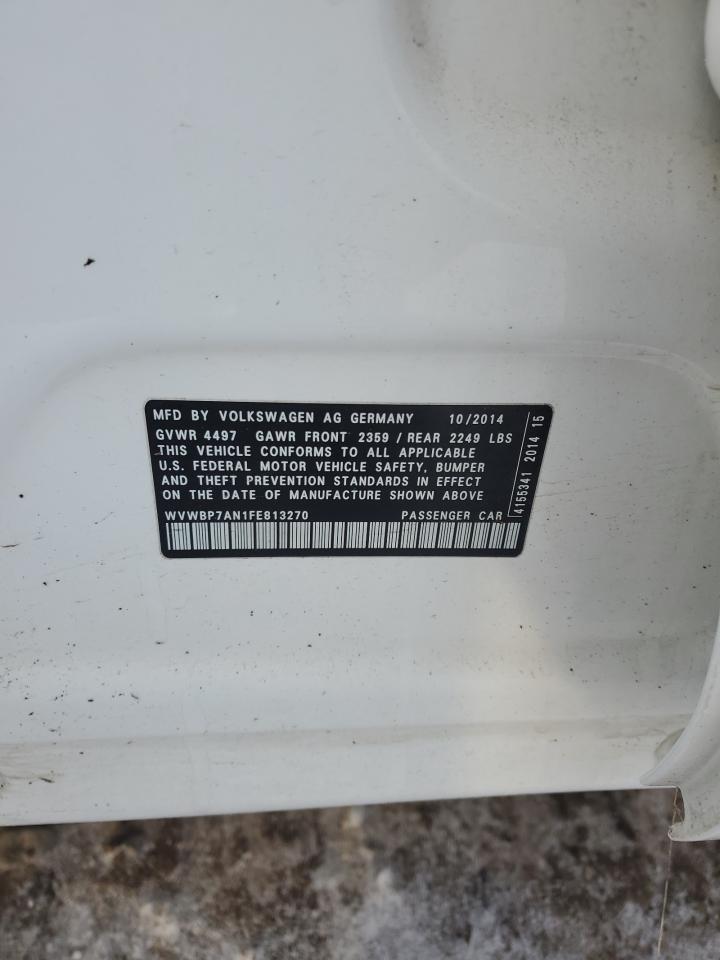 MFD BY VOLKSWAGEN AG GERMANY 10/2014
GVWR 4497 GAWR FRONT 2359 / REAR 2249 LBS
THIS VEHICLE CONFORMS TO ALL APPLICABLE
U.S. FEDERAL MOTOR VEHICLE SAFETY, BUMPER
AND THEFT PREVENTION STANDARDS IN EFFECT
ON THE DATE OF MANUFACTURE SHOWN ABOVE
WVWBP7AN1FE813270 PASSENGER CAR
4155341 2014 15